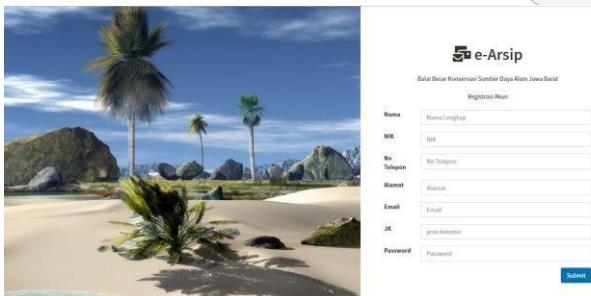 e-Arsip
Balai Besar Konservasi Sumber Daya Alam Jawa Barat
Registrasi Akun
Nama Nama Lengkap
NIK NIK
No Telepon No Telepon
Alamat Alamat
Email Email
JK Jenis kelamin
Password Password
Submit